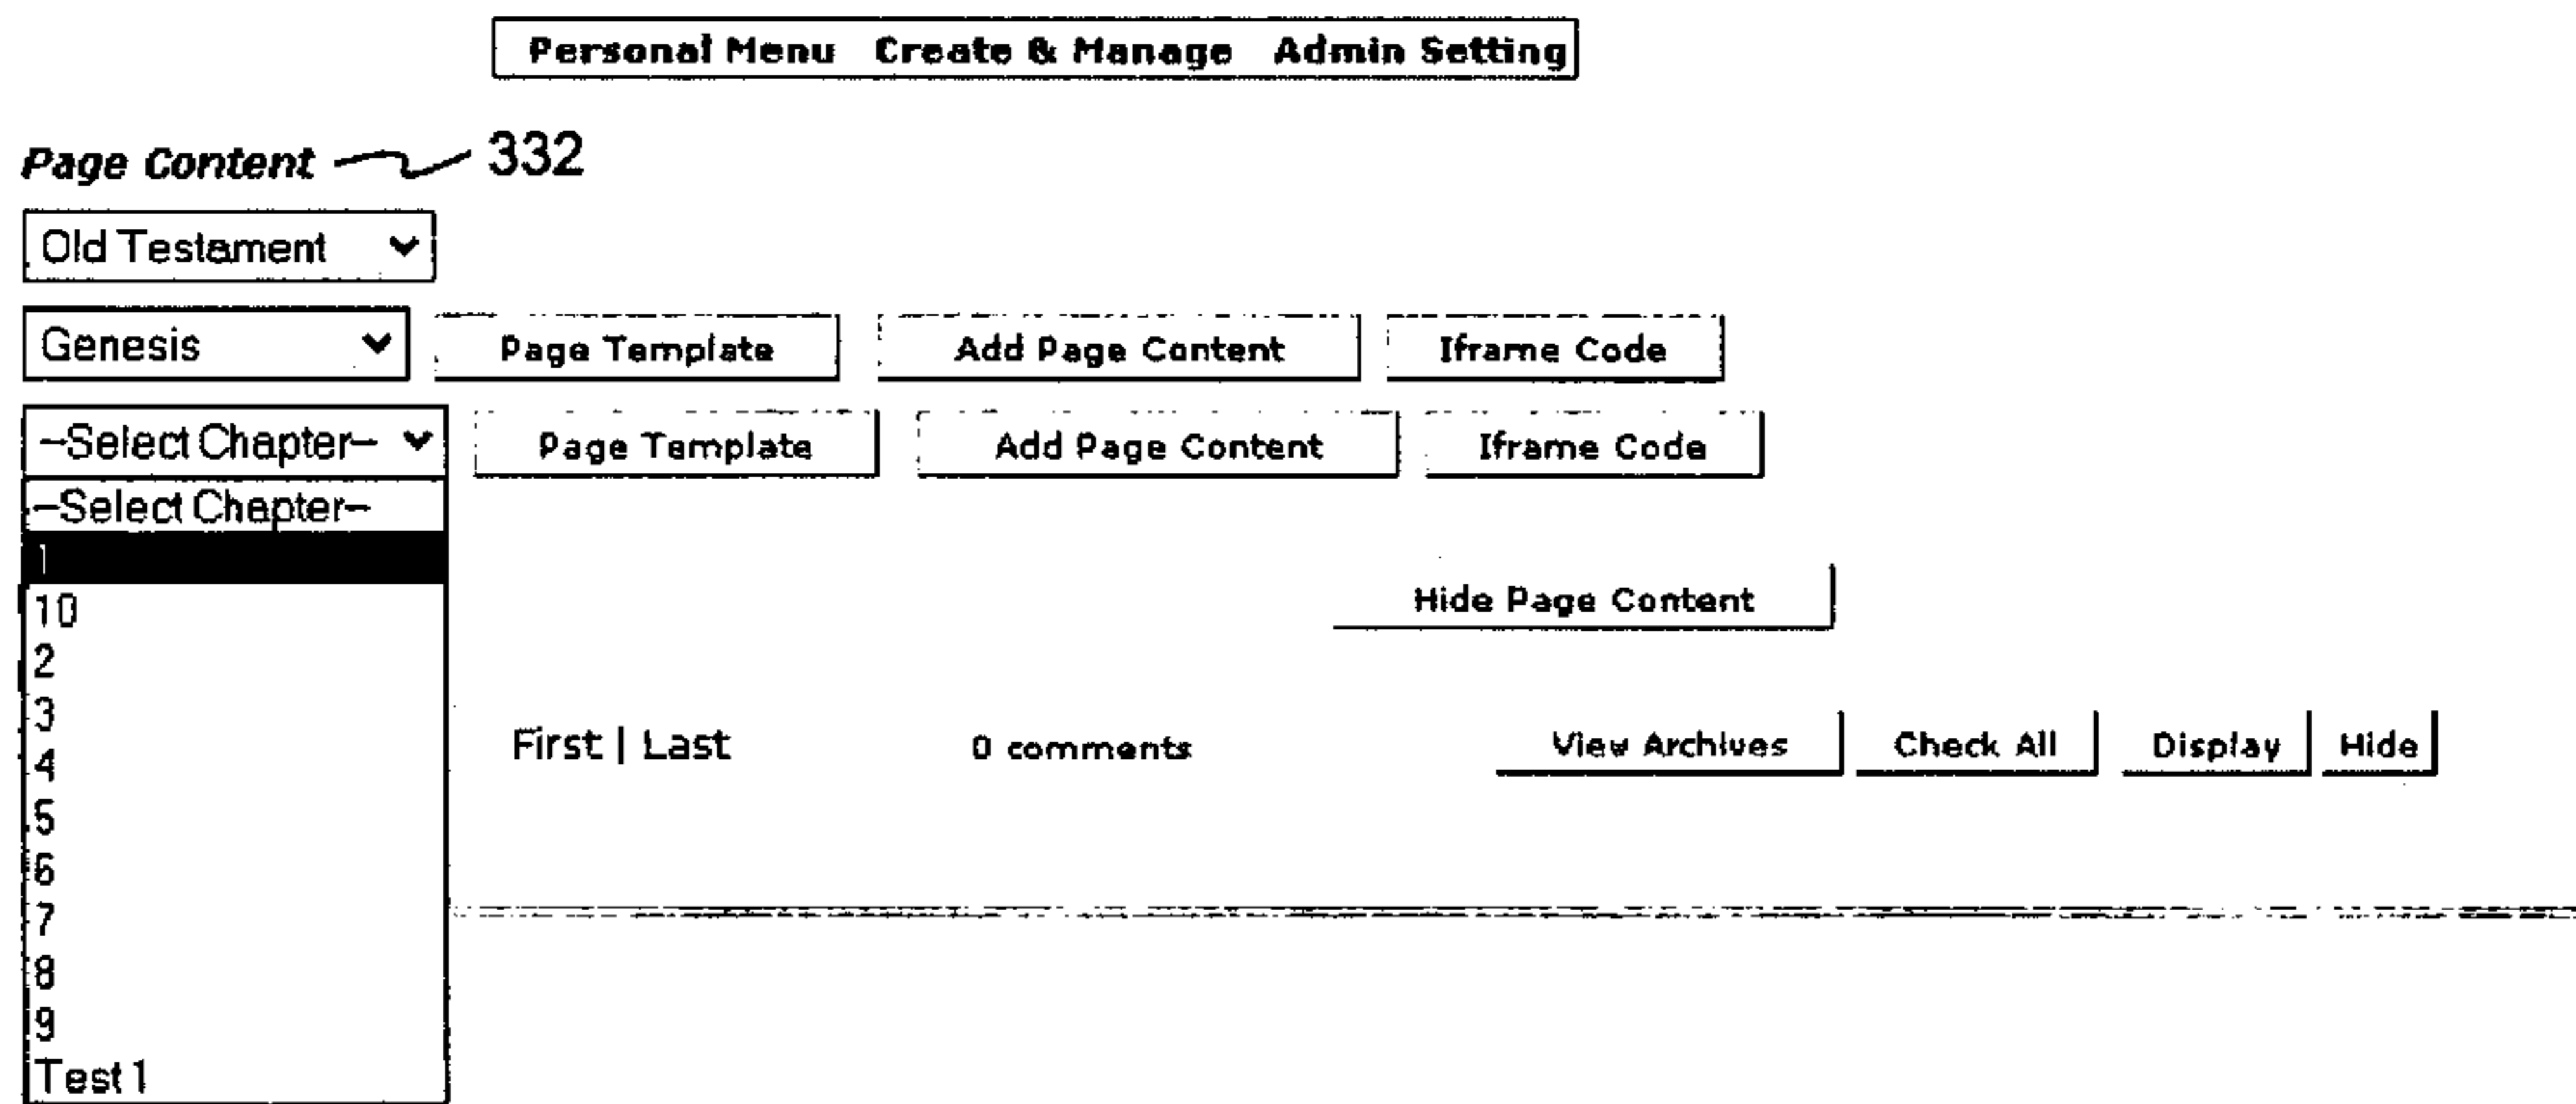 Personal Menu Create & Manage Admin Setting
Page Content 332
Old Testament
Genesis Page Template Add Page Content Iframe Code
--Select Chapter-- Page Template Add Page Content Iframe Code
--Select Chapter--
1
10 Hide Page Content
2
3
First | Last 0 comments View Archives Check All Display Hide
4
5
6
7
8
9
Test1